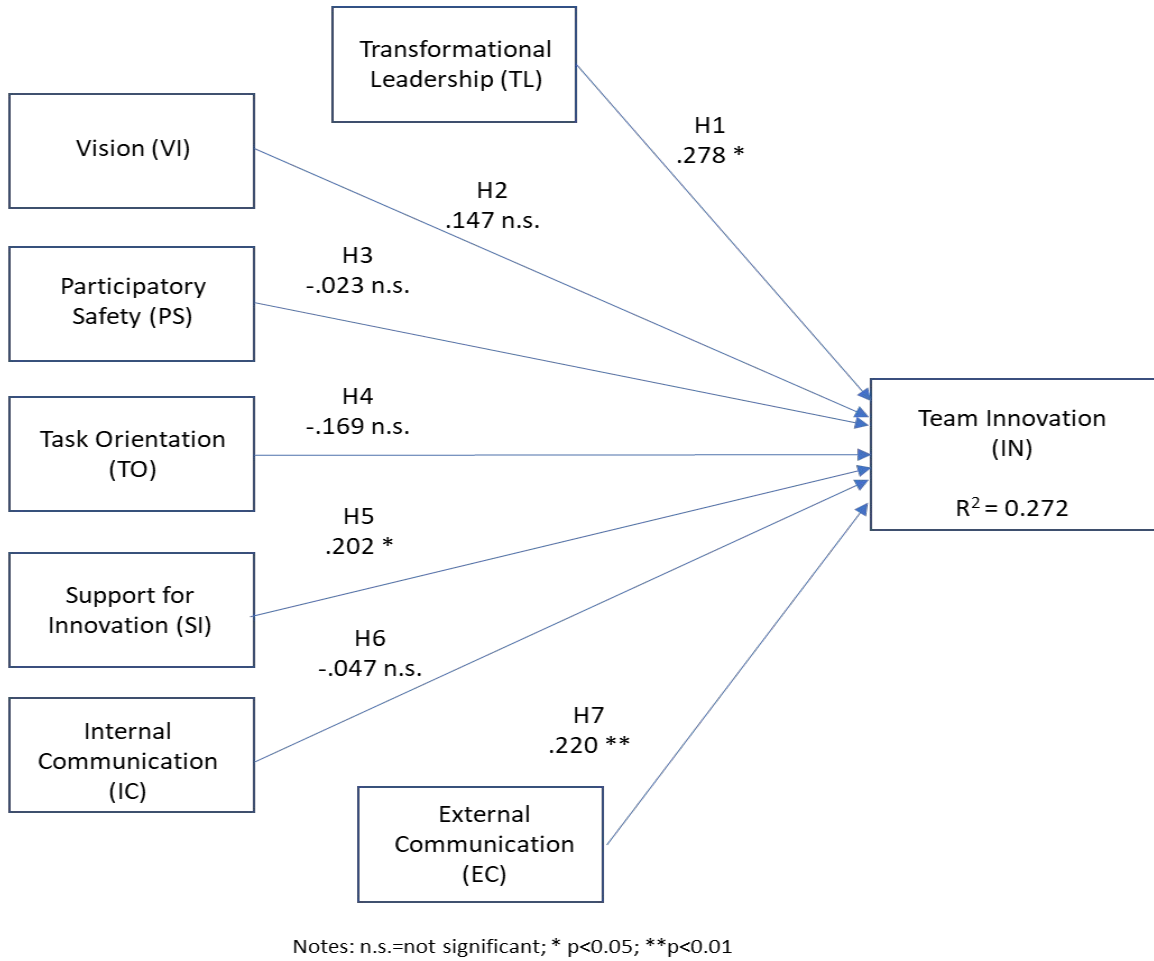 Transformational
Leadership (TL)
H1
.278 *
Vision (VI)
H2
.147 n.s.
Participatory
Safety (PS)
H3
-.023 n.s.
Task Orientation
(TO)
H4
-.169 n.s.
Team Innovation
(IN)
R² = 0.272
Support for
Innovation (SI)
H5
.202 *
Internal
Communication
(IC)
H6
-.047 n.s.
H7
.220 **
External
Communication
(EC)
Notes: n.s.=not significant; * p<0.05; **p<0.01